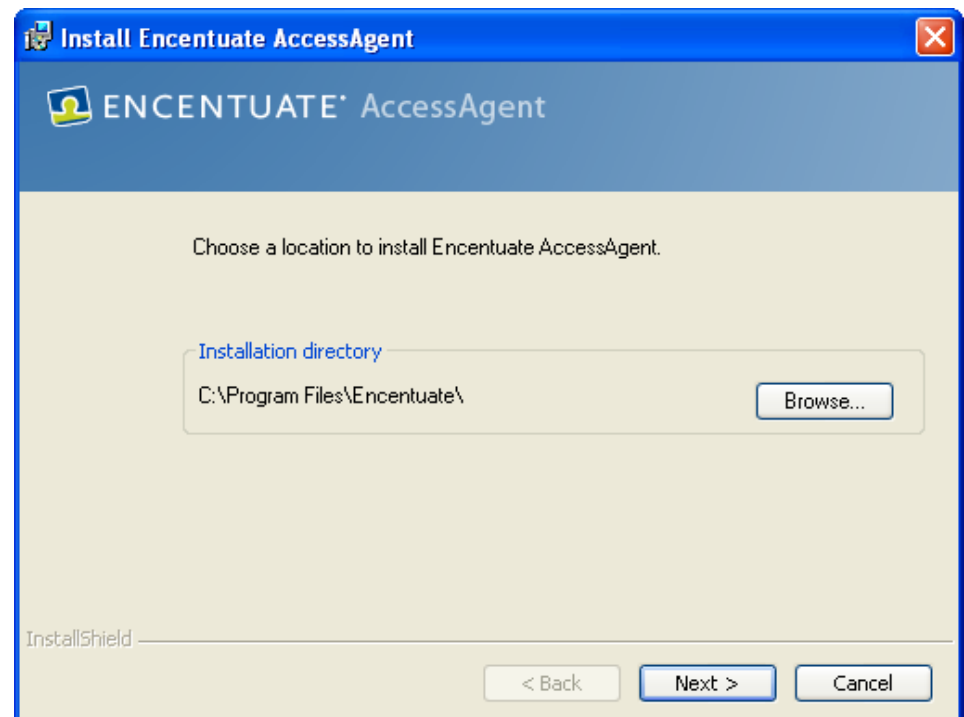 Install Encentuate AccessAgent
ENCENTUATE· AccessAgent
Choose a location to install Encentuate AccessAgent.
Installation directory
C:\Program Files\Encentuate\
Browse...
InstallShield
< Back
Next >
Cancel